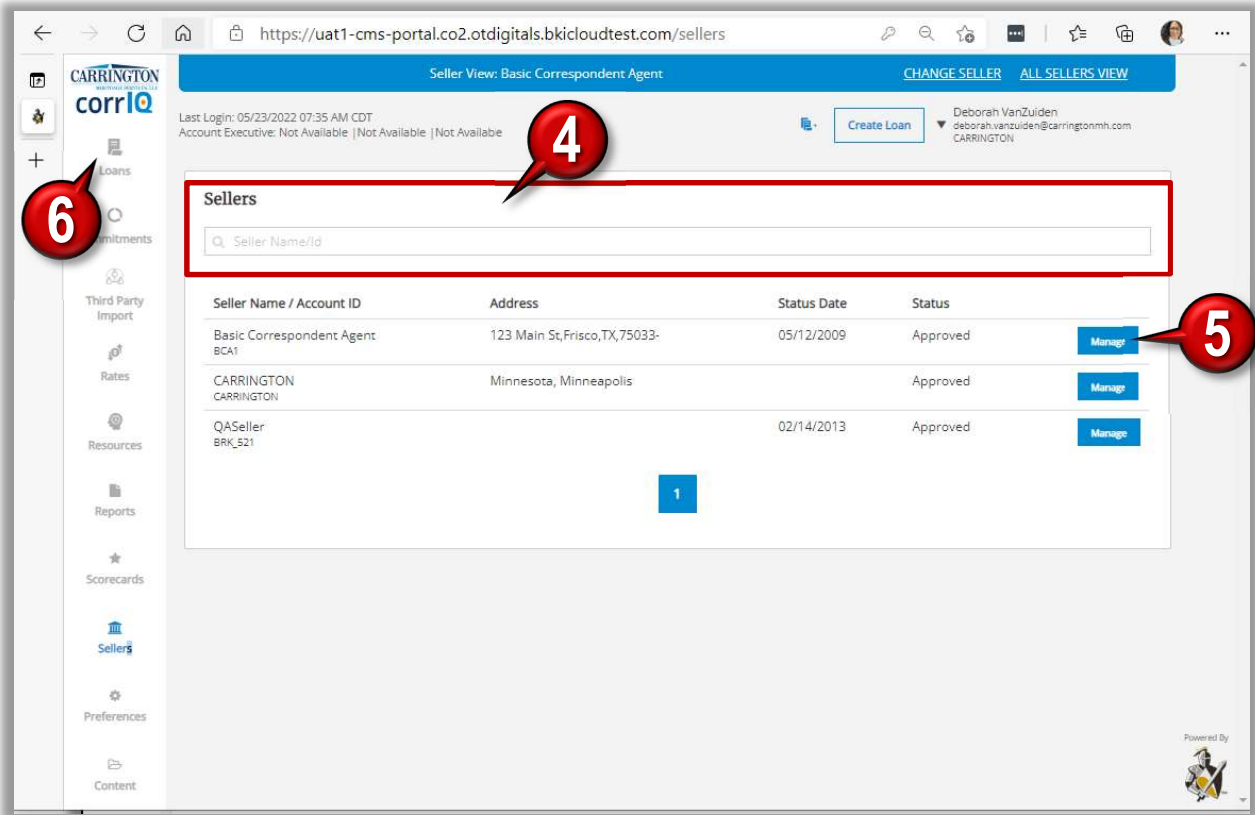 https://uat1-cms-portal.co2.otdigitals.bkicloudtest.com/sellers
CARRINGTON
corrIQ
Seller View: Basic Correspondent Agent
CHANGE SELLER
ALL SELLERS VIEW
Last Login: 05/23/2022 07:35 AM CDT
Account Executive: Not Available |Not Available |Not Availabe
Create Loan
Deborah VanZuiden
deborah.vanzuiden@carringtonmh.com
CARRINGTON
4
6
5
Loans
mmitments
Third Party
Import
Rates
Resources
Reports
Scorecards
Sellers
Preferences
Content
Sellers
Seller Name/Id
Seller Name / Account ID Address Status Date Status
Basic Correspondent Agent 123 Main St,Frisco,TX,75033- 05/12/2009 Approved Manage
BCA1
CARRINGTON Minnesota, Minneapolis Approved Manage
CARRINGTON
QASeller 02/14/2013 Approved Manage
BRK_521
1
Powered By